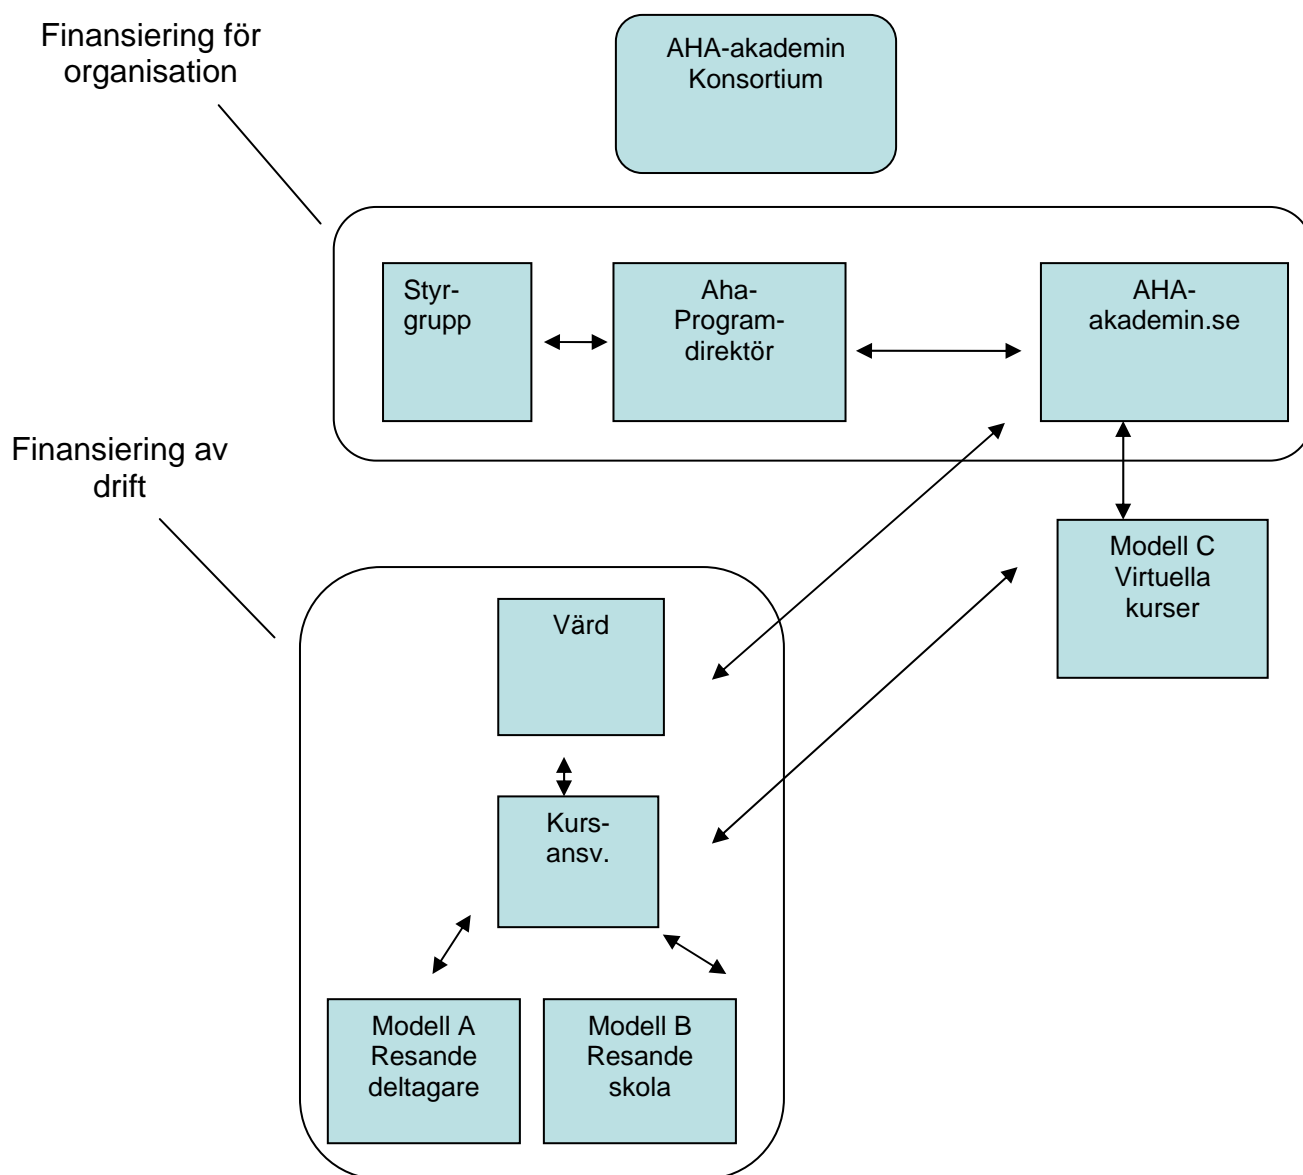 Finansiering för
organisation
AHA-akademin
Konsortium
Styr-
grupp
Aha-
Program-
direktör
AHA-
akademin.se
Finansiering av
drift
Modell C
Virtuella
kurser
Värd
Kurs-
ansv.
Modell A
Resande
deltagare
Modell B
Resande
skola